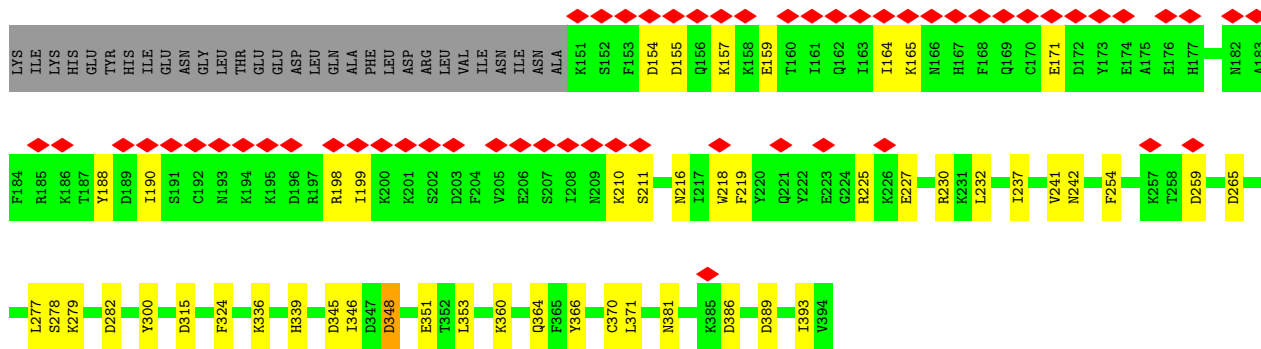 LYS ILE LYS HIS GLU TYR HIS ILE GLU ASN GLY LEU THR GLU GLU ASP LEU GLN ALA PHE LEU ASP ARG LEU VAL ILE ASN ILE ASN ALA K151 S152 F153 D154 D155 Q156 K157 K158 E159 T160 I161 Q162 I163 I164 K165 N166 H167 F168 Q169 C170 E171 D172 Y173 E174 A175 E176 H177 N182 A183
F184 R185 K186 T187 Y188 D189 I190 S191 C192 N193 K194 K195 D196 R197 R198 I199 K200 K201 S202 D203 F204 V205 E206 S207 I208 N209 K210 S211 N216 I217 W218 F219 Y220 Q221 Y222 E223 G224 R225 K226 E227 R230 K231 L232 I237 V241 N242 F254 K257 T258 D259 D265
L277 S278 K279 D282 Y300 D315 F324 K336 H339 D345 I346 D347 D348 E351 T352 L353 K360 Q364 F365 Y366 C370 L371 N381 K385 D386 D389 I393 V394